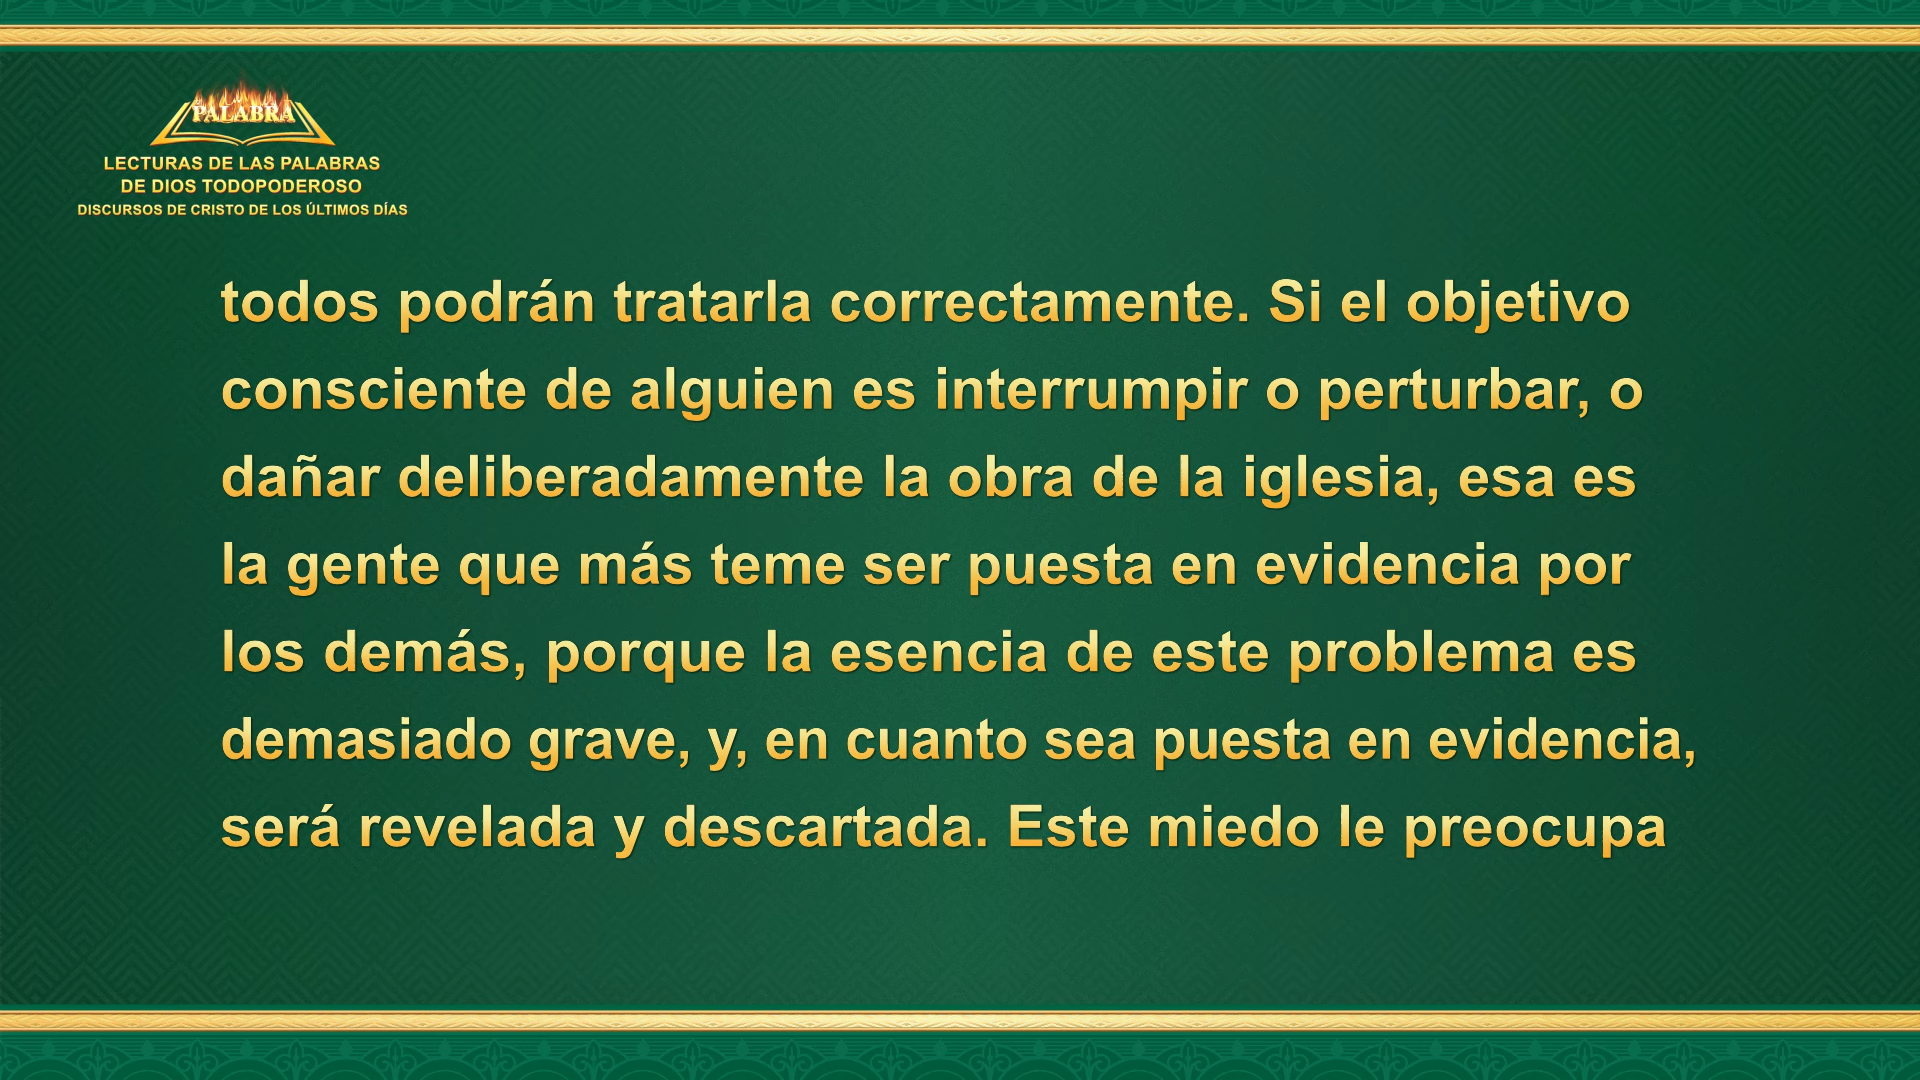 PALABRA
LECTURAS DE LAS PALABRAS
DE DIOS TODOPODEROSO
DISCURSOS DE CRISTO DE LOS ÚLTIMOS DÍAS
todos podrán tratarla correctamente. Si el objetivo
consciente de alguien es interrumpir o perturbar, o
dañar deliberadamente la obra de la iglesia, esa es
la gente que más teme ser puesta en evidencia por
los demás, porque la esencia de este problema es
demasiado grave, y, en cuanto sea puesta en evidencia,
será revelada y descartada. Este miedo le preocupa